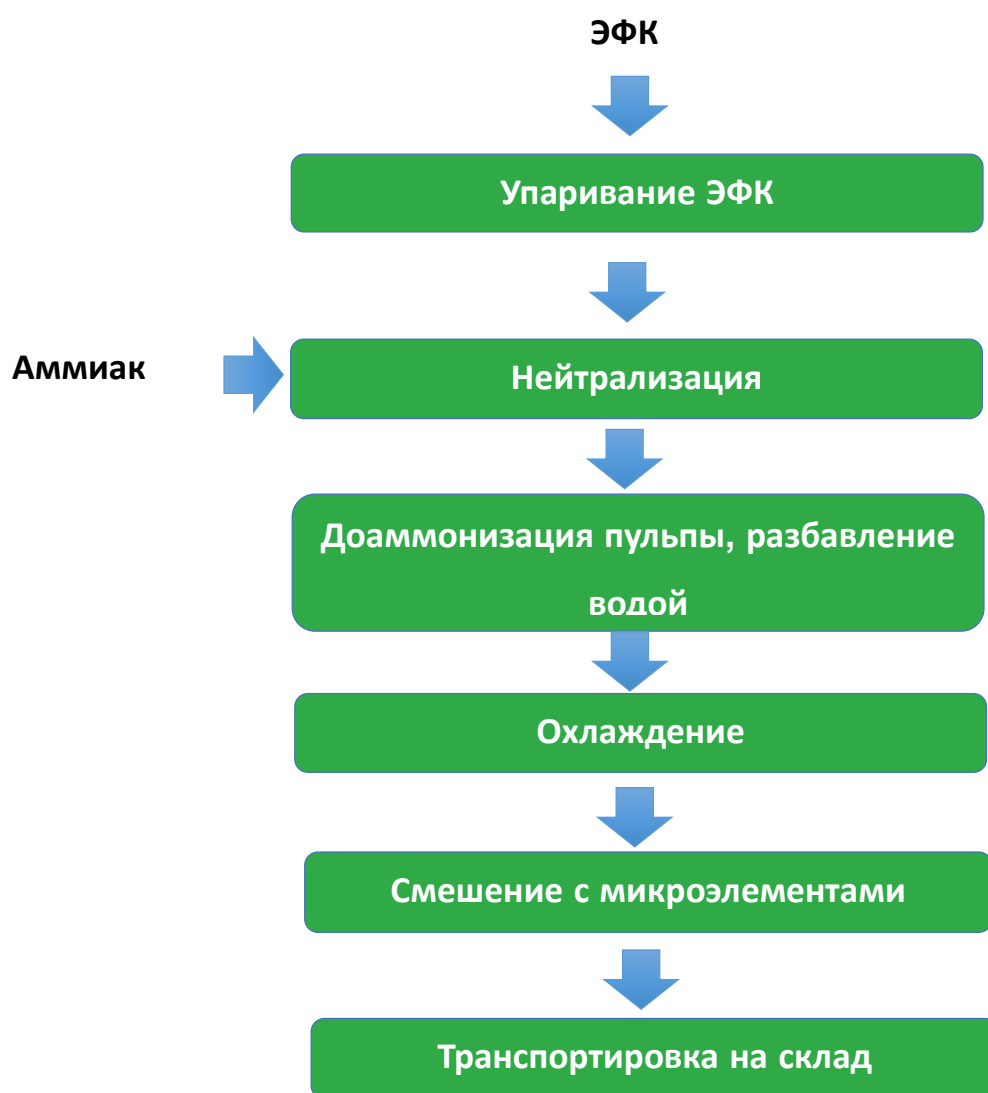 ЭФК
Упаривание ЭФК
Аммиак
Нейтрализация
Доаммонизация пульпы, разбавление
водой
Охлаждение
Смешение с микроэлементами
Транспортировка на склад